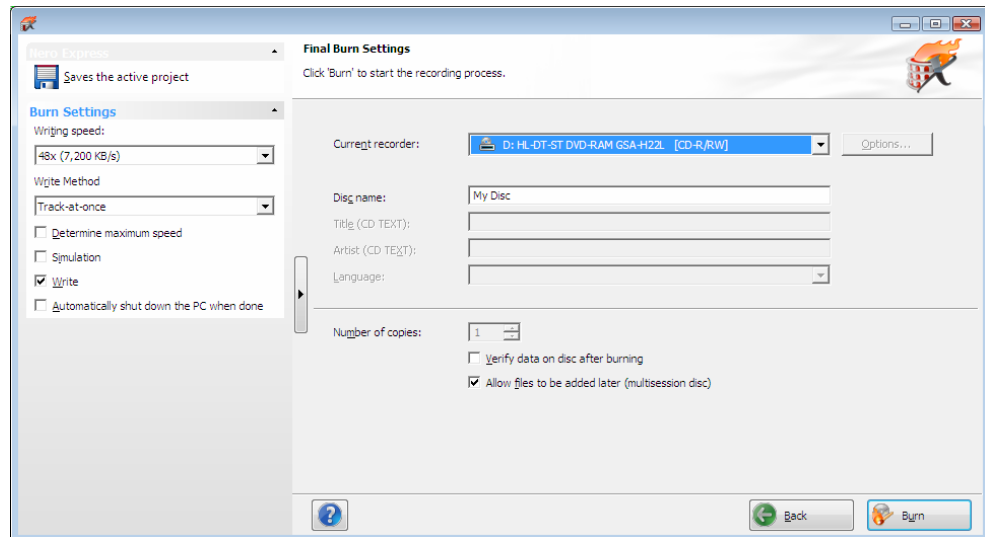 Nero Express
Saves the active project
Burn Settings
Writing speed:
48x (7,200 KB/s)
Write Method
Track-at-once
Determine maximum speed
Simulation
Write
Automatically shut down the PC when done
Final Burn Settings
Click 'Burn' to start the recording process.
Current recorder:
D: HL-DT-ST DVD-RAM GSA-H22L [CD-R/RW]
Options...
Disc name:
My Disc
Title (CD TEXT):
Artist (CD TEXT):
Language:
Number of copies:
1
Verify data on disc after burning
Allow files to be added later (multisession disc)
Back
Burn